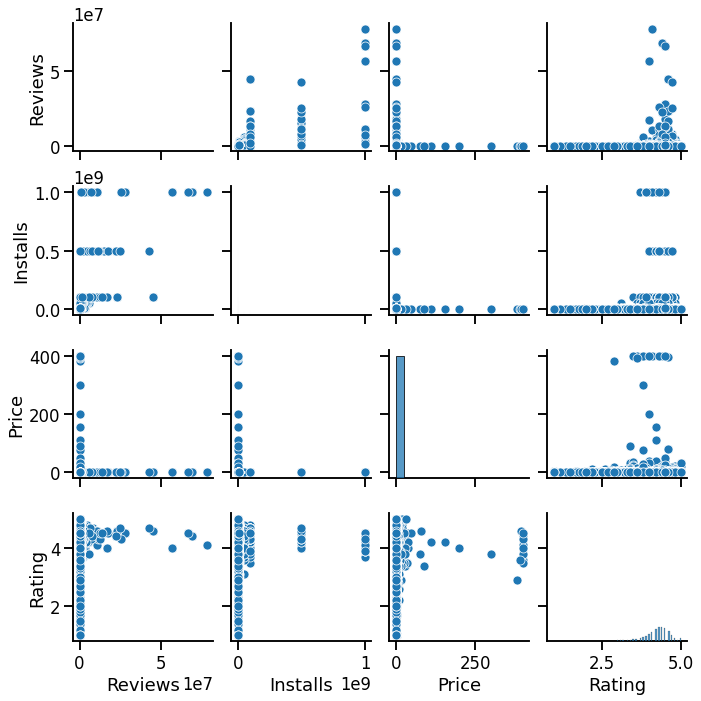 1e7
Reviews
5
0
1e9
Installs
1.0
0.5
0.0
Price
400
200
0
Rating
4
2
0 5 0 1 0 250 2.5 5.0
Reviews 1e7 Installs 1e9 Price Rating